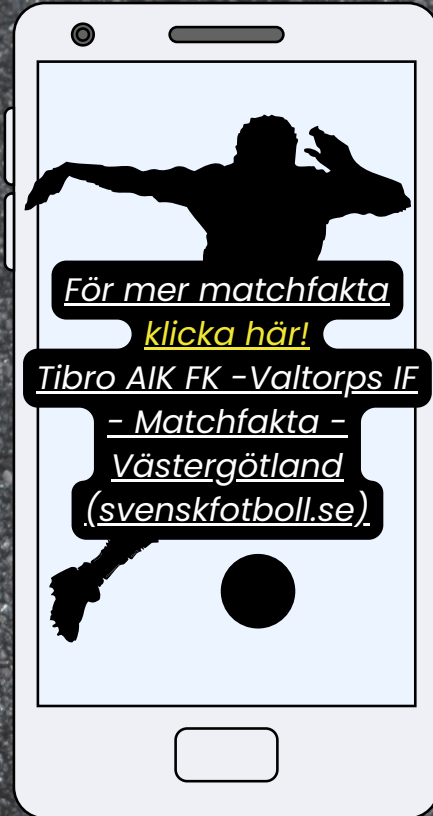 För mer matchfakta
klicka här!
Tibro AIK FK -Valtorps IF
- Matchfakta -
Västergötland
(svenskfotboll.se)